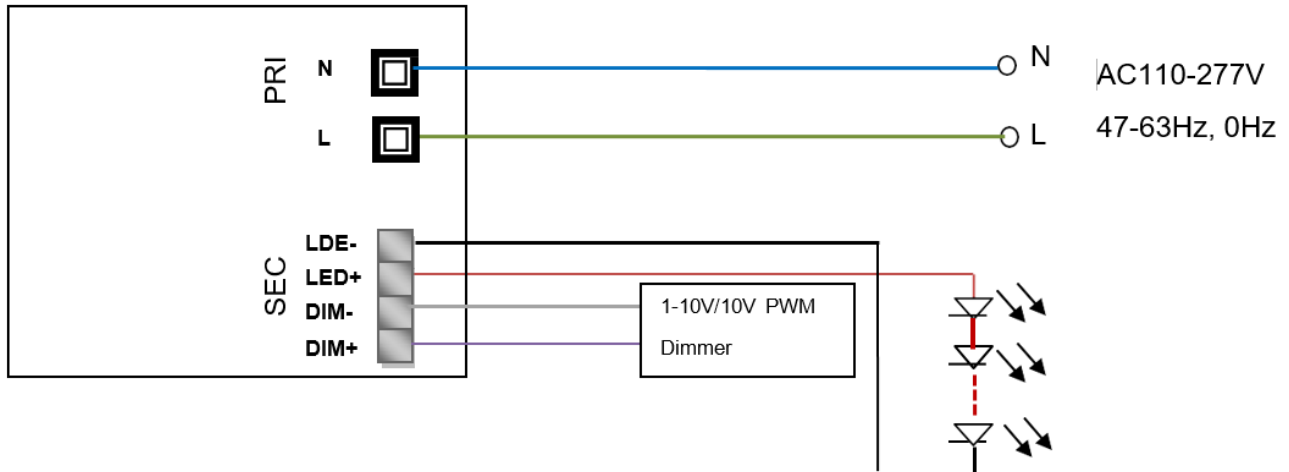 PRI
N
N
AC110-277V
L
L
47-63Hz, 0Hz
SEC
LDE-
LED+
DIM-
1-10V/10V PWM
DIM+
Dimmer